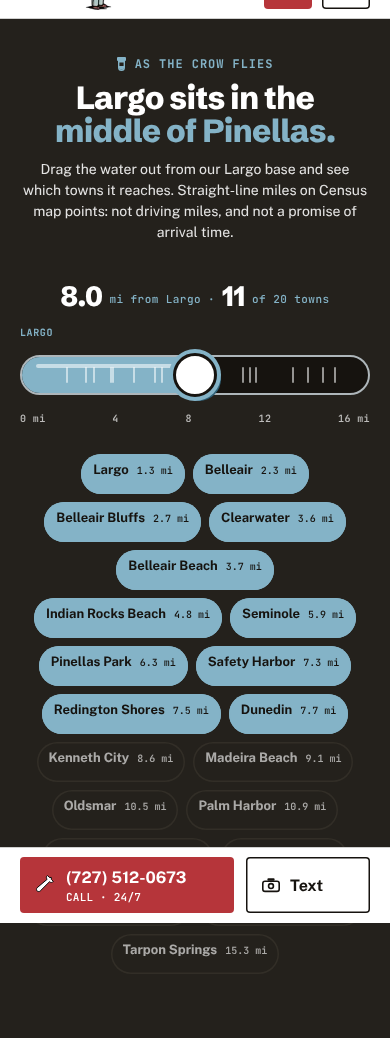 AS THE CROW FLIES
Largo sits in the
middle of Pinellas.
Drag the water out from our Largo base and see
which towns it reaches. Straight-line miles on Census
map points: not driving miles, and not a promise of
arrival time.
8.0 mi from Largo · 11 of 20 towns
LARGO
0 mi 4 8 12 16 mi
Largo 1.3 mi Belleair 2.3 mi
Belleair Bluffs 2.7 mi Clearwater 3.6 mi
Belleair Beach 3.7 mi
Indian Rocks Beach 4.8 mi Seminole 5.9 mi
Pinellas Park 6.3 mi Safety Harbor 7.3 mi
Redington Shores 7.5 mi Dunedin 7.7 mi
Kenneth City 8.6 mi Madeira Beach 9.1 mi
Oldsmar 10.5 mi Palm Harbor 10.9 mi
(727) 512-0673
CALL · 24/7
Text
Tarpon Springs 15.3 mi